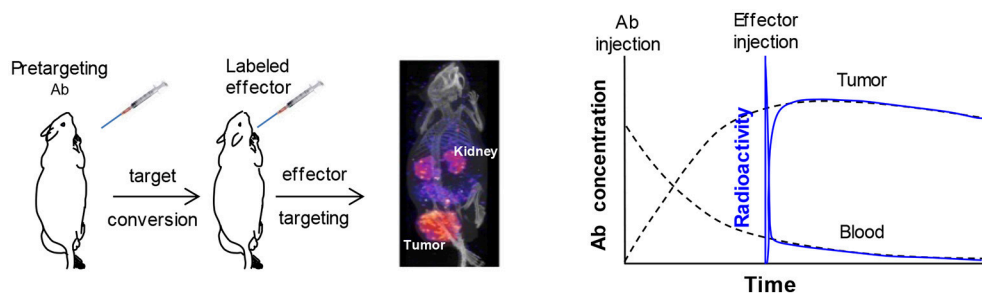 Pretargeting
Ab
Labeled
effector
target
conversion
effector
targeting
Kidney
Tumor
Ab
injection
Effector
injection
Ab concentration
Radioactivity
Tumor
Blood
Time